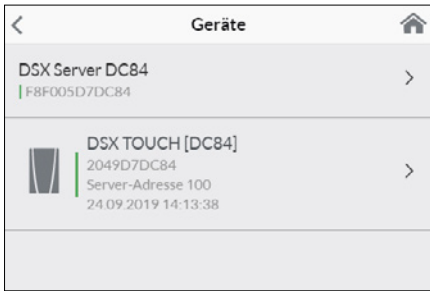 Geräte
DSX Server DC84
F8F005D7DC84
DSX TOUCH [DC84]
2049D7DC84
Server-Adresse 100
24.09.2019 14:13:38